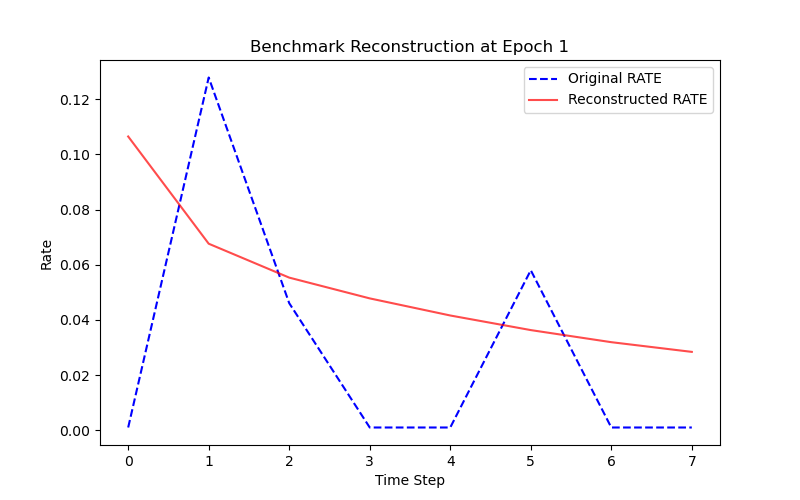 Benchmark Reconstruction at Epoch 1
Original RATE
Reconstructed RATE
Rate
0.12
0.10
0.08
0.06
0.04
0.02
0.00
0 1 2 3 4 5 6 7
Time Step